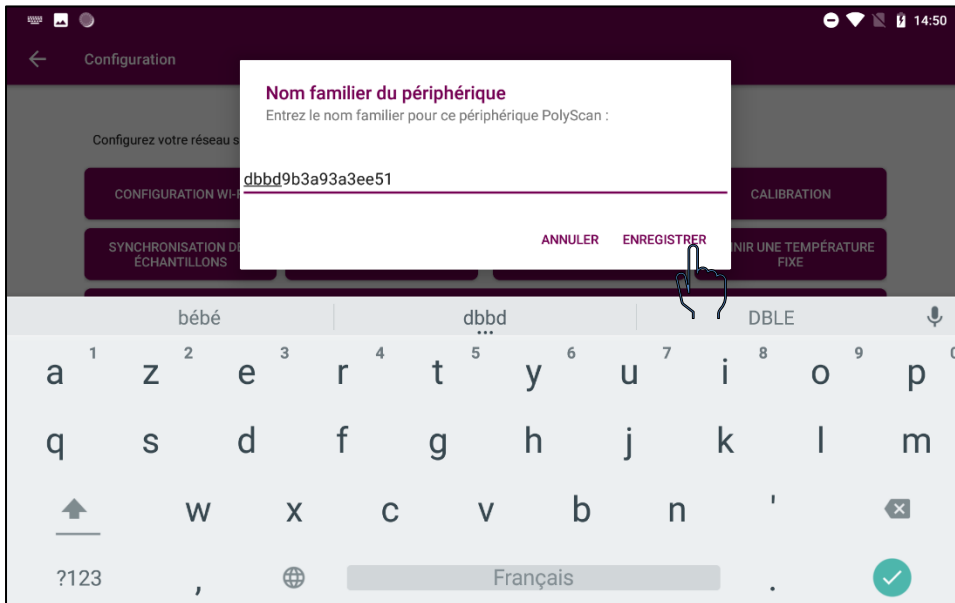 14:50
Configuration
Nom familier du périphérique
Entrez le nom familier pour ce périphérique PolyScan :
Configurez votre réseau s
dbbd9b3a93a3ee51
CONFIGURATION WI-F
CALIBRATION
ANNULER ENREGISTRER
SYNCHRONISATION DE
ÉCHANTILLONS
NIR UNE TEMPÉRATURE
FIXE
bébé dbbd DBLE
1 2 3 4 5 6 7 8 9 0
a z e r t y u i o p
q s d f g h j k l m
w x c v b n '
?123 , Français .